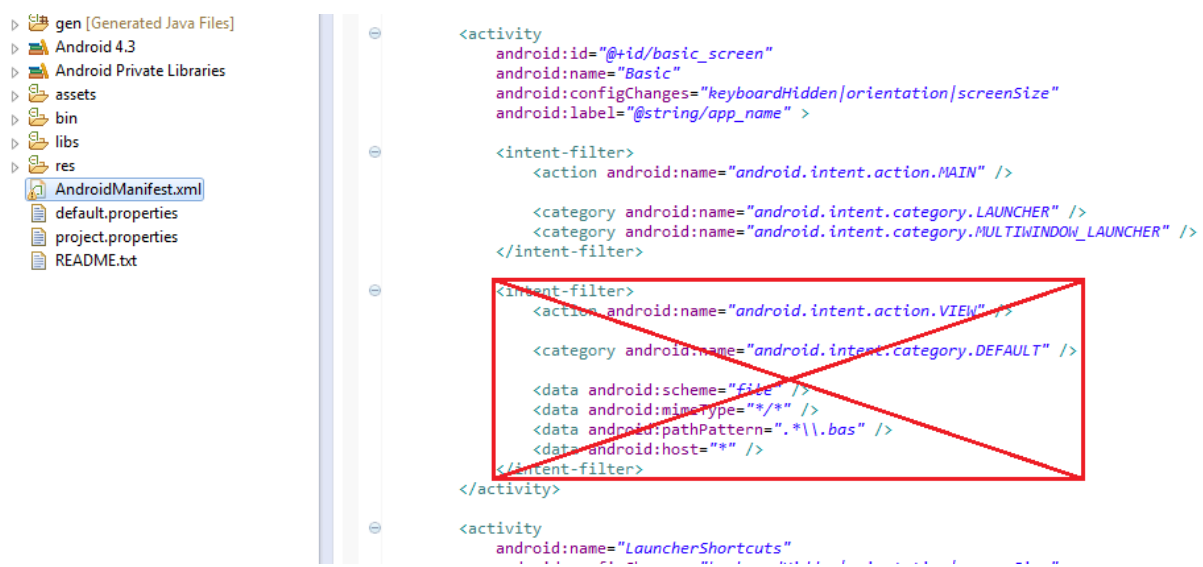 gen [Generated Java Files]
Android 4.3
Android Private Libraries
assets
bin
libs
res
AndroidManifest.xml
default.properties
project.properties
README.txt
<activity
android:id="@+id/basic_screen"
android:name="Basic"
android:configChanges="keyboardHidden|orientation|screenSize"
android:label="@string/app_name" >
<intent-filter>
<action android:name="android.intent.action.MAIN" />
<category android:name="android.intent.category.LAUNCHER" />
<category android:name="android.intent.category.MULTIWINDOW_LAUNCHER" />
</intent-filter>
<intent-filter>
<action android:name="android.intent.action.VIEW" />
<category android:name="android.intent.category.DEFAULT" />
<data android:scheme="file" />
<data android:mimeType="*/*" />
<data android:pathPattern=".*\\.bas" />
<data android:host="*" />
</intent-filter>
</activity>
<activity
android:name="LauncherShortcuts"